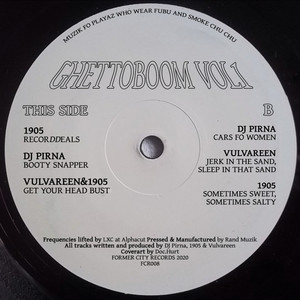 MUZIK FO PLAYAZ WHO WEAR FUBU AND SMOKE CHU CHU
GHETTOBOOM VOL1
THIS SIDE
B
1905
RECORDDEALS
DJ PIRNA
BOOTY SNAPPER
VULVAREEN&1905
GET YOUR HEAD BUST
DJ PIRNA
CARS FO WOMEN
VULVAREEN
JERK IN THE SAND,
SLEEP IN THAT SAND
1905
SOMETIMES SWEET,
SOMETIMES SALTY
Frequencies lifted by LXC at Alphacut Pressed & Manufactured by Rand Muzik
All tracks written and produced by DJ Pirna, 1905 & Vulvareen
Coverart by Doc.Hurt
FORMER CITY RECORDS 2020
FCR008